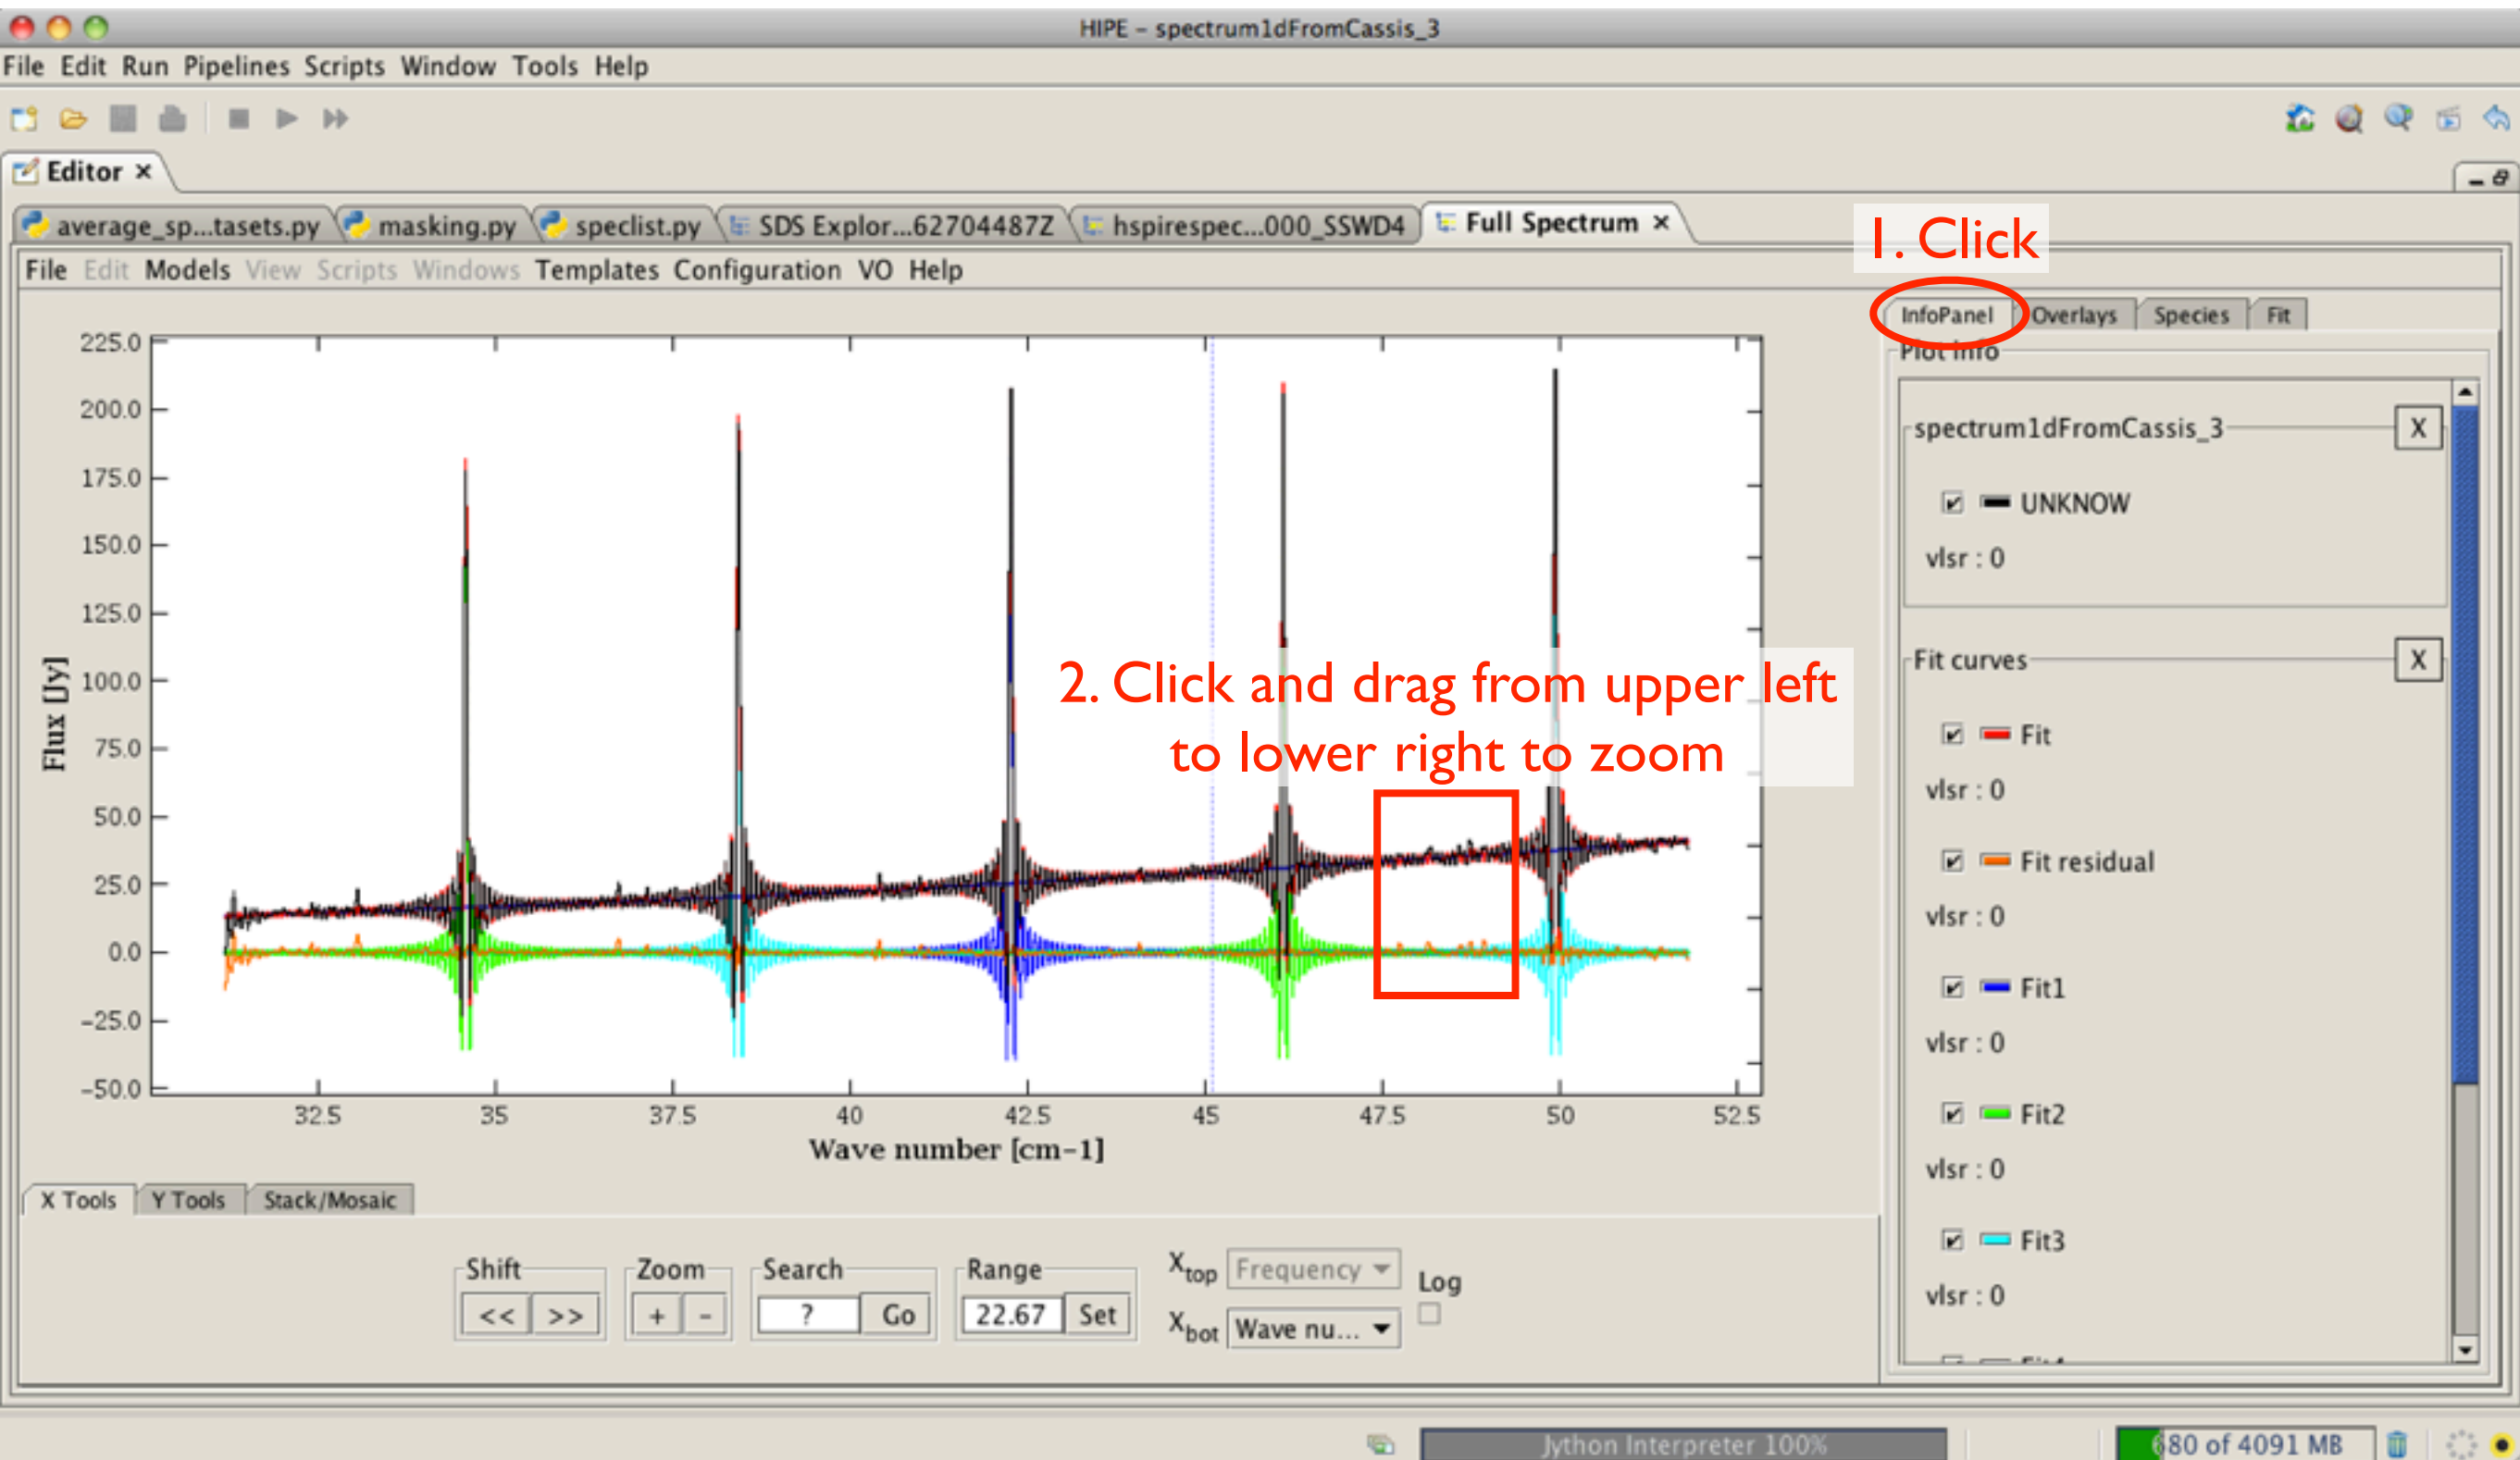 HIPE – spectrum1dFromCassis_3
File Edit Run Pipelines Scripts Window Tools Help
Editor ×
average_sp...tasets.py masking.py speclist.py SDS Explor...62704487Z hspirespec...000_SSWD4 Full Spectrum ×
1. Click
File Edit Models View Scripts Windows Templates Configuration VO Help
InfoPanel Overlays Species Fit
Plot Info
225.0
200.0
175.0
150.0
125.0
100.0
75.0
50.0
25.0
0.0
-25.0
-50.0
Flux [Jy]
32.5 35 37.5 40 42.5 45 47.5 50 52.5
Wave number [cm-1]
2. Click and drag from upper left
to lower right to zoom
spectrum1dFromCassis_3 X
UNKNOW
vlsr : 0
Fit curves X
Fit
vlsr : 0
Fit residual
vlsr : 0
Fit1
vlsr : 0
Fit2
vlsr : 0
Fit3
vlsr : 0
X Tools Y Tools Stack/Mosaic
Shift Zoom Search Range
<< >> + - ? Go 22.67 Set
Xtop Frequency
Xbot Wave nu...
Log
Jython Interpreter 100%
680 of 4091 MB